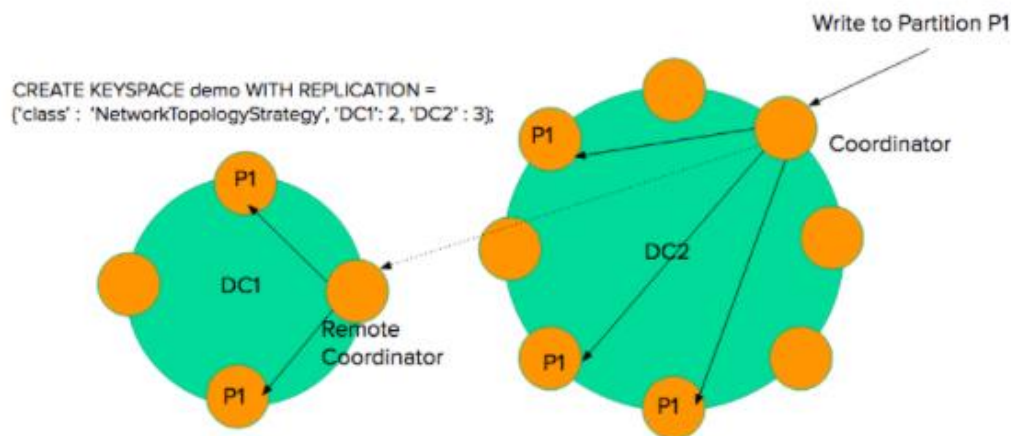 Write to Partition P1
CREATE KEYSPACE demo WITH REPLICATION =
{'class' : 'NetworkTopologyStrategy', 'DC1': 2, 'DC2' : 3};
P1
Coordinator
P1
DC2
DC1
Remote
Coordinator
P1
P1
P1